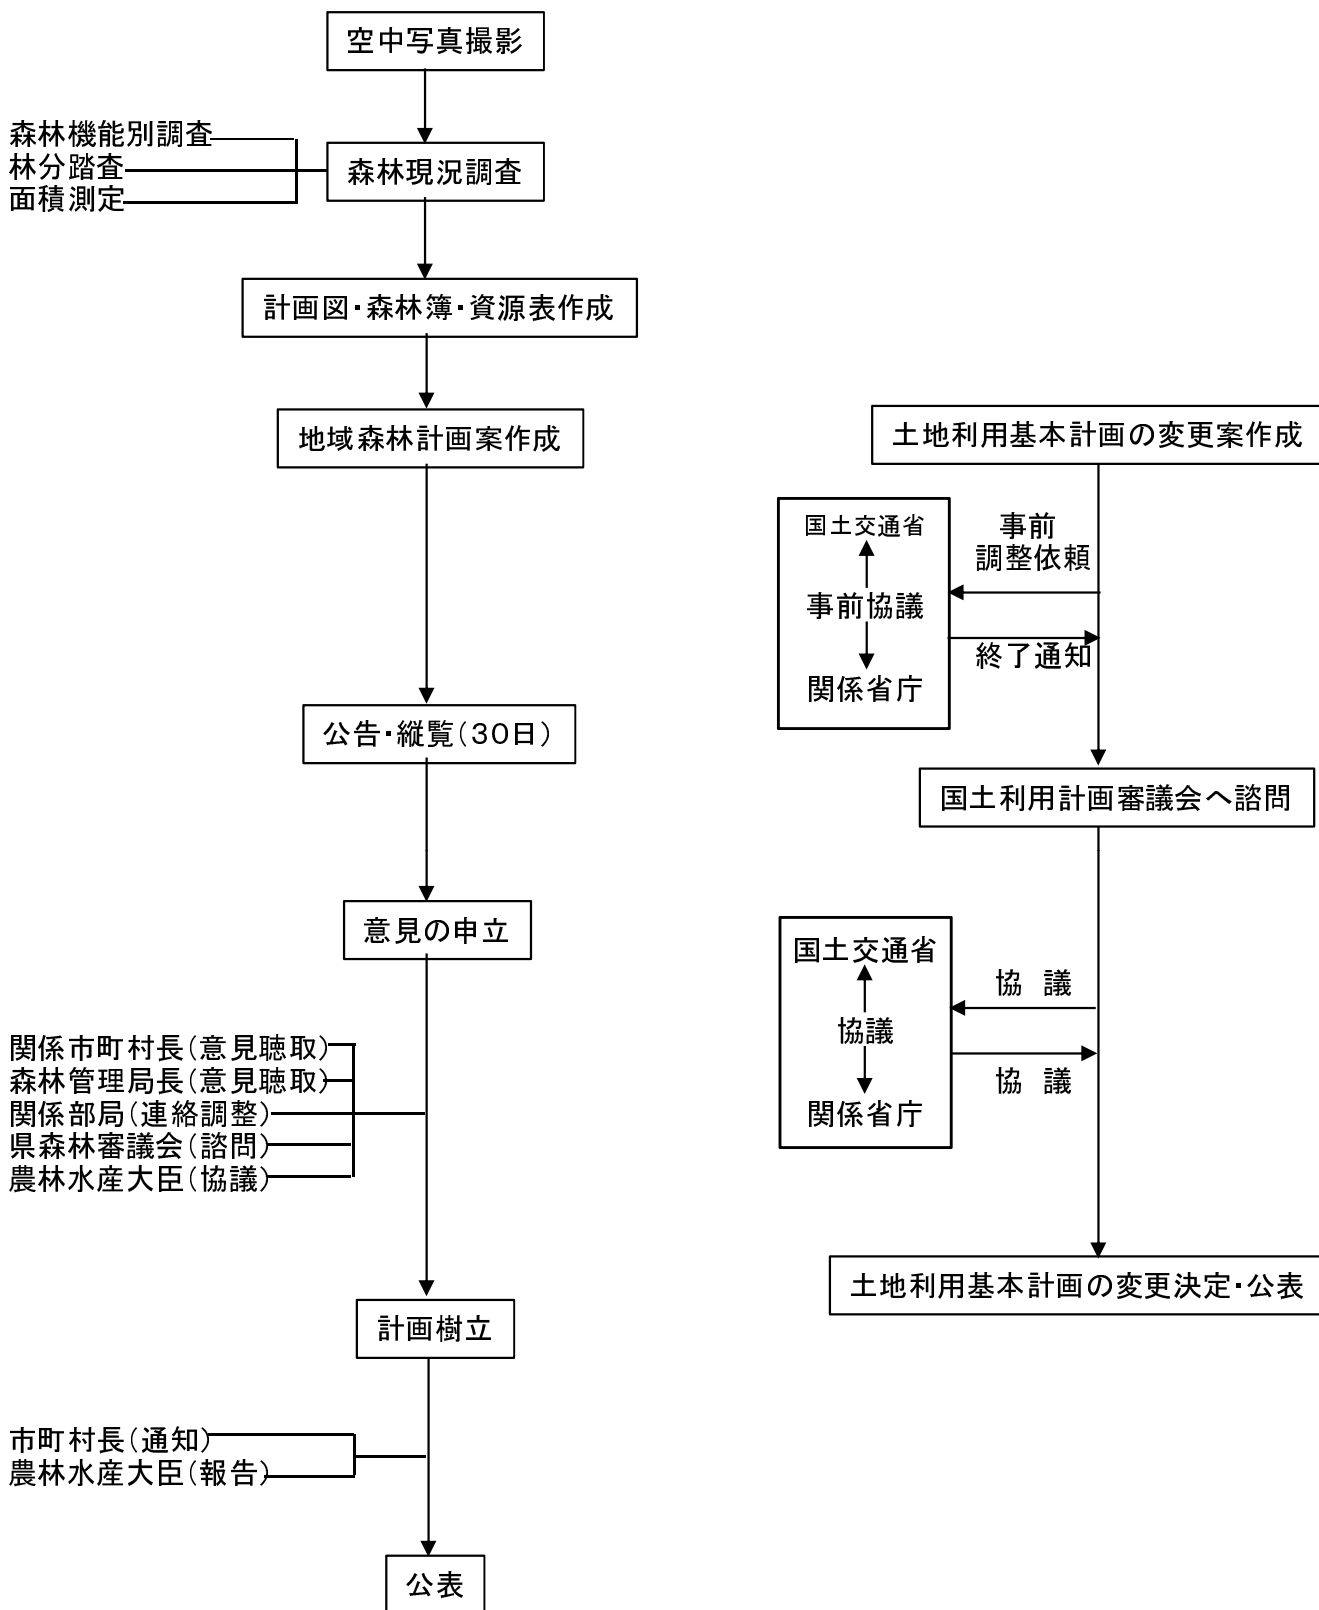 空中写真撮影
森林機能別調査
林分踏査
面積測定
森林現況調査
計画図・森林簿・資源表作成
地域森林計画案作成
公告・縦覧(30日)
意見の申立
関係市町村長(意見聴取)
森林管理局長(意見聴取)
関係部局(連絡調整)
県森林審議会(諮問)
農林水産大臣(協議)
計画樹立
市町村長(通知)
農林水産大臣(報告)
公表
土地利用基本計画の変更案作成
国土交通省
事前協議
関係省庁
事前
調整依頼
終了通知
国土利用計画審議会へ諮問
国土交通省
協議
関係省庁
協　議
協　議
土地利用基本計画の変更決定・公表